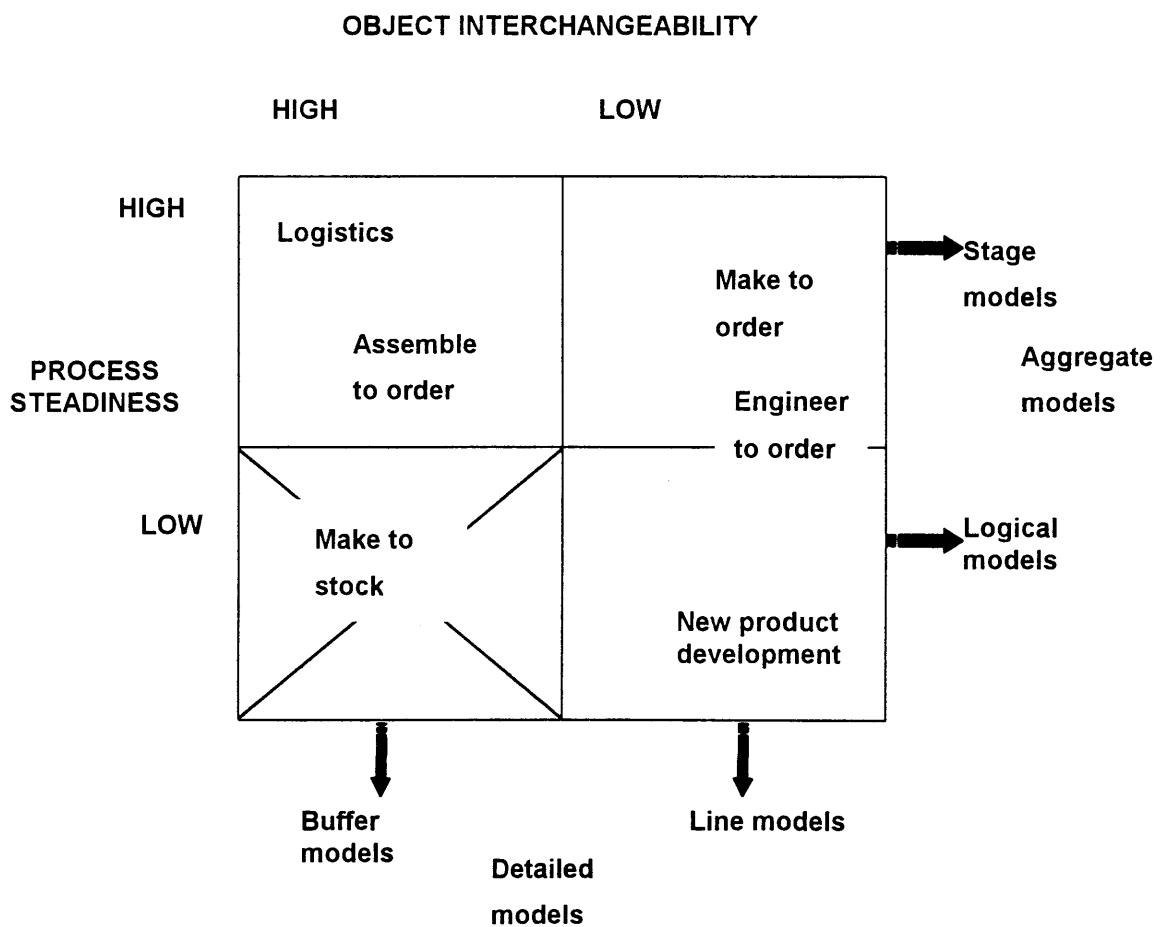 OBJECT INTERCHANGEABILITY
HIGH
LOW
HIGH
Logistics
Stage
models
Make to
order
Assemble
to order
Aggregate
models
PROCESS
STEADINESS
Engineer
to order
LOW
Make to
stock
Logical
models
New product
development
Buffer
models
Line models
Detailed
models